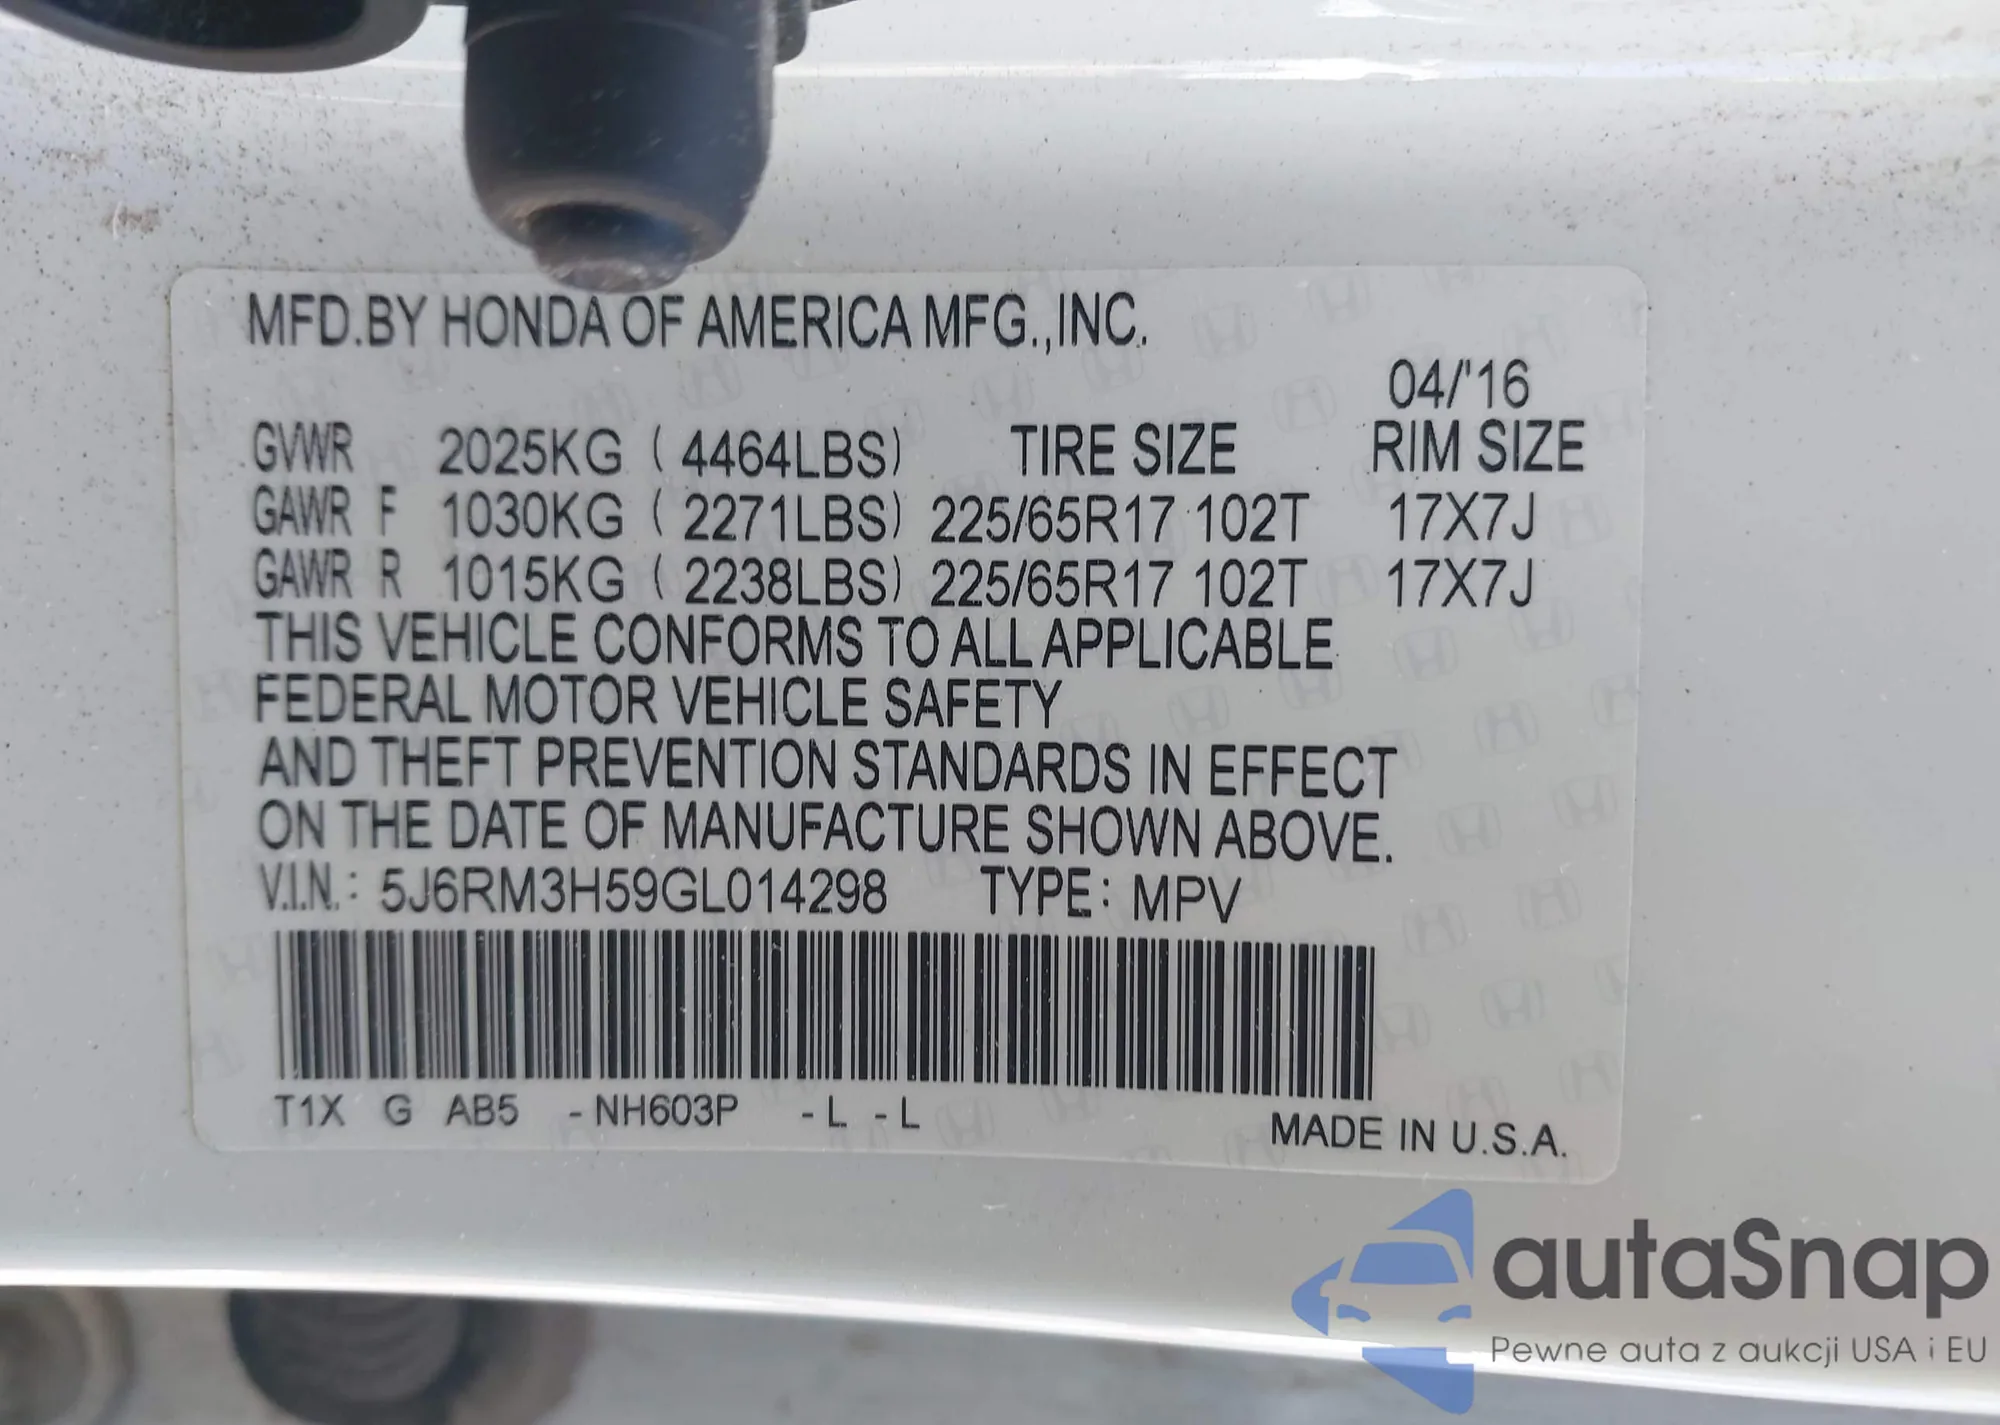 MFD.BY HONDA OF AMERICA MFG.,INC.
04/'16
GVWR 2025KG (4464LBS) TIRE SIZE RIM SIZE
GAWR F 1030KG (2271LBS) 225/65R17 102T 17X7J
GAWR R 1015KG (2238LBS) 225/65R17 102T 17X7J
THIS VEHICLE CONFORMS TO ALL APPLICABLE
FEDERAL MOTOR VEHICLE SAFETY
AND THEFT PREVENTION STANDARDS IN EFFECT
ON THE DATE OF MANUFACTURE SHOWN ABOVE.
V.I.N.: 5J6RM3H59GL014298 TYPE: MPV
T1X G AB5 -NH603P -L -L
MADE IN U.S.A.
autaSnap
Pewne auta z aukcji USA i EU